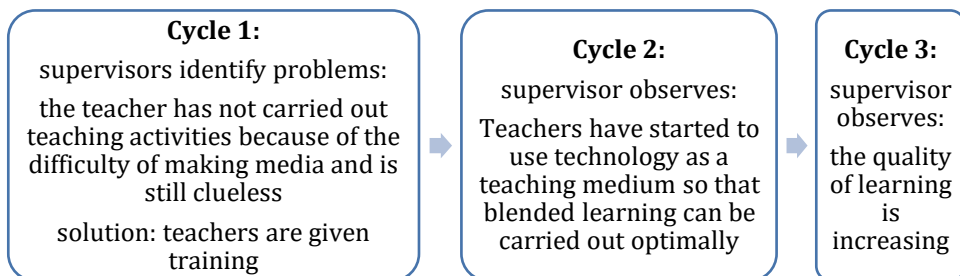 Cycle 1:
supervisors identify problems:
the teacher has not carried out
teaching activities because of the
difficulty of making media and is
still clueless
solution: teachers are given
training
Cycle 2:
supervisor observes:
Teachers have started to
use technology as a
teaching medium so that
blended learning can be
carried out optimally
Cycle 3:
supervisor
observes:
the quality
of learning
is
increasing